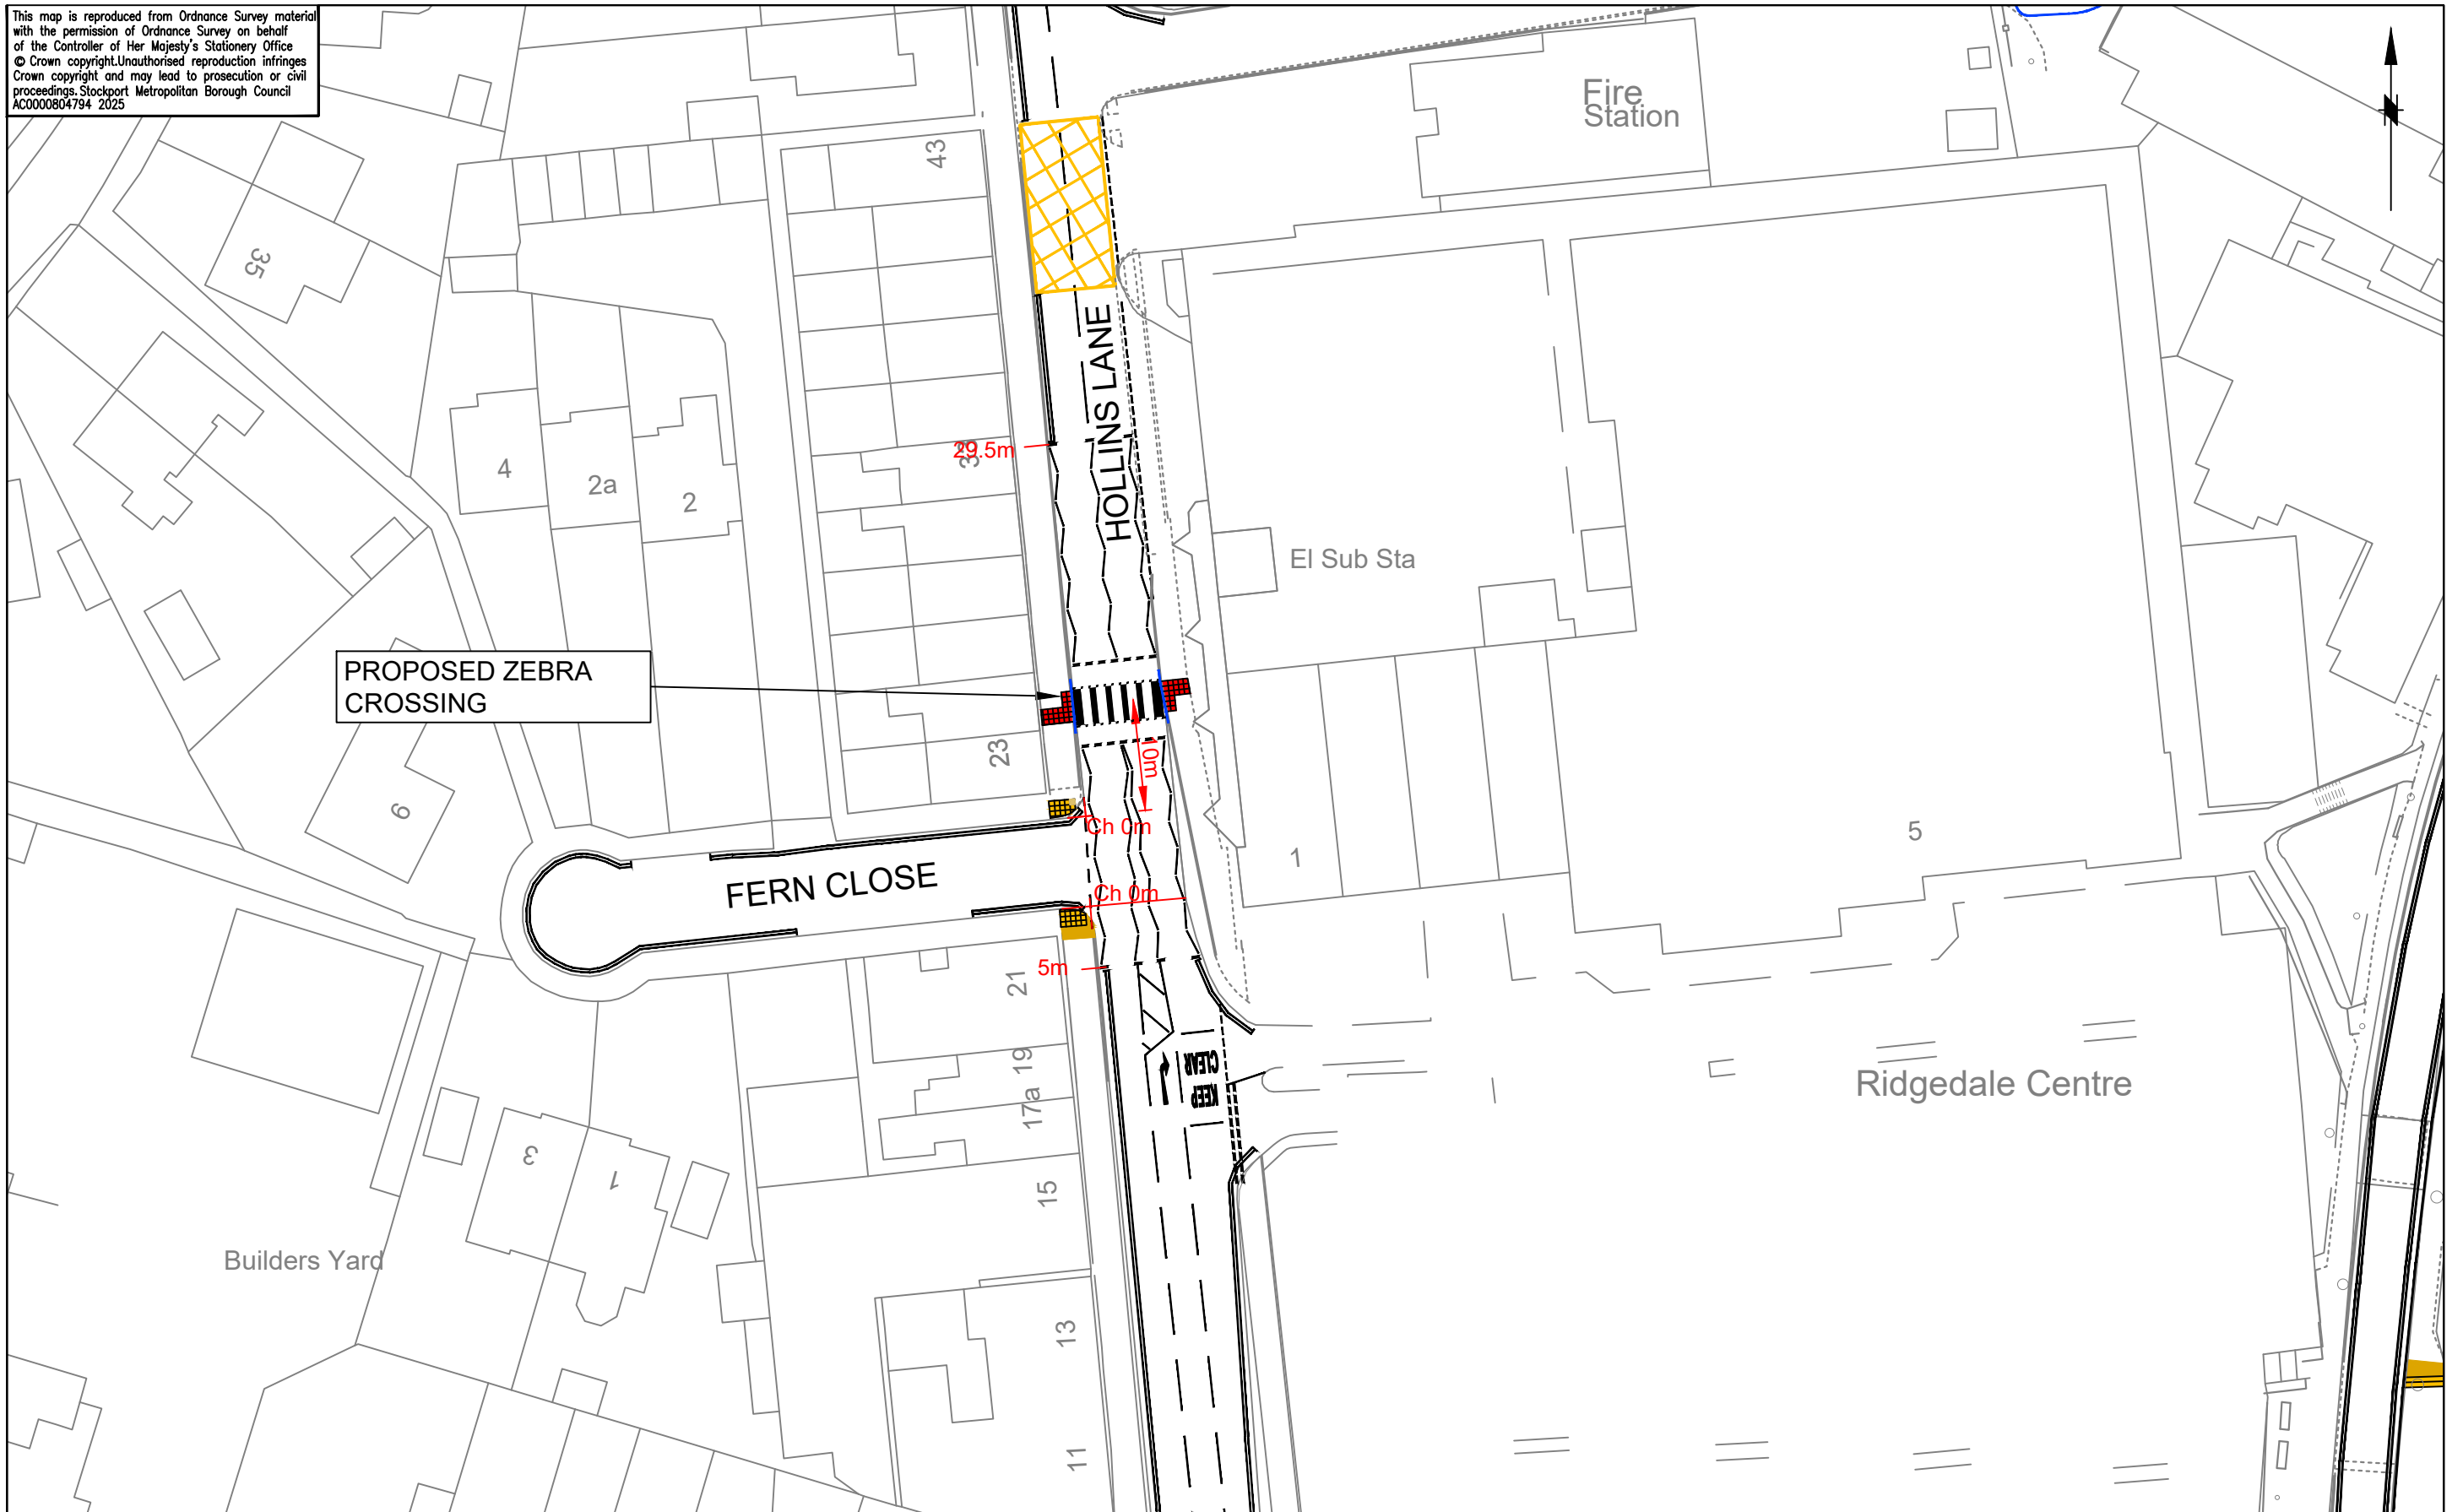 This map is reproduced from Ordnance Survey material
with the permission of Ordnance Survey on behalf
of the Controller of Her Majesty's Stationery Office
© Crown copyright.Unauthorised reproduction infringes
Crown copyright and may lead to prosecution or civil
proceedings. Stockport Metropolitan Borough Council
AC0000804794 2025
Fire
Station
43
35
HOLLINS LANE
29.5m
4
2a
2
El Sub Sta
PROPOSED ZEBRA
CROSSING
23
10m
9
Ch 0m
1
5
FERN CLOSE
Ch 0m
5m
21
19
KEEP
CLEAR
17a
Ridgedale Centre
3
1
15
Builders Yard
13
11